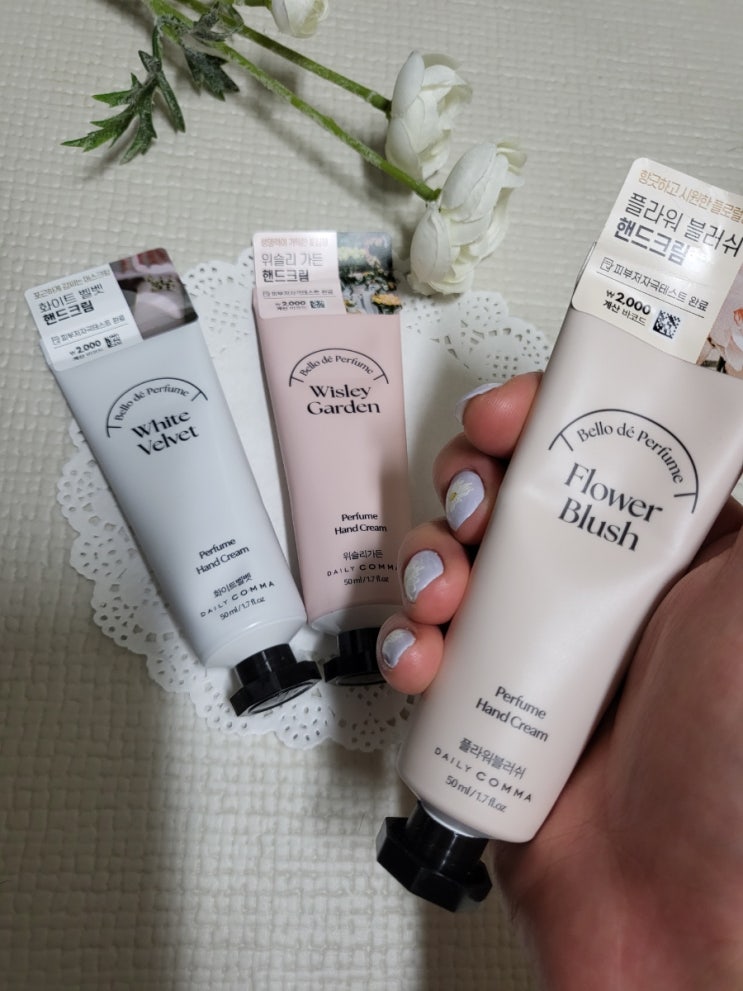 포근하게 감싸는 머스크향
화이트 벨벳
핸드크림
피부저자극테스트 완료
₩2,000
Bello dé Perfume
White
Velvet
Perfume
Hand Cream
화이트벨벳
DAILY COMMA
50ml/1.7fl.oz
위슬리 가든
핸드크림
₩2,000
Bello dé Perfume
Wisley
Garden
Perfume
Hand Cream
위슬리가든
DAILY COMMA
50ml/1.7fl.oz
향긋하고 시원한 플로럴
플라워 블러쉬
핸드크림
피부저자극테스트 완료
₩2,000
계산 바코드
Bello dé Perfume
Flower
Blush
Perfume
Hand Cream
플라워블러쉬
DAILY COMMA
50ml/1.7fl.oz